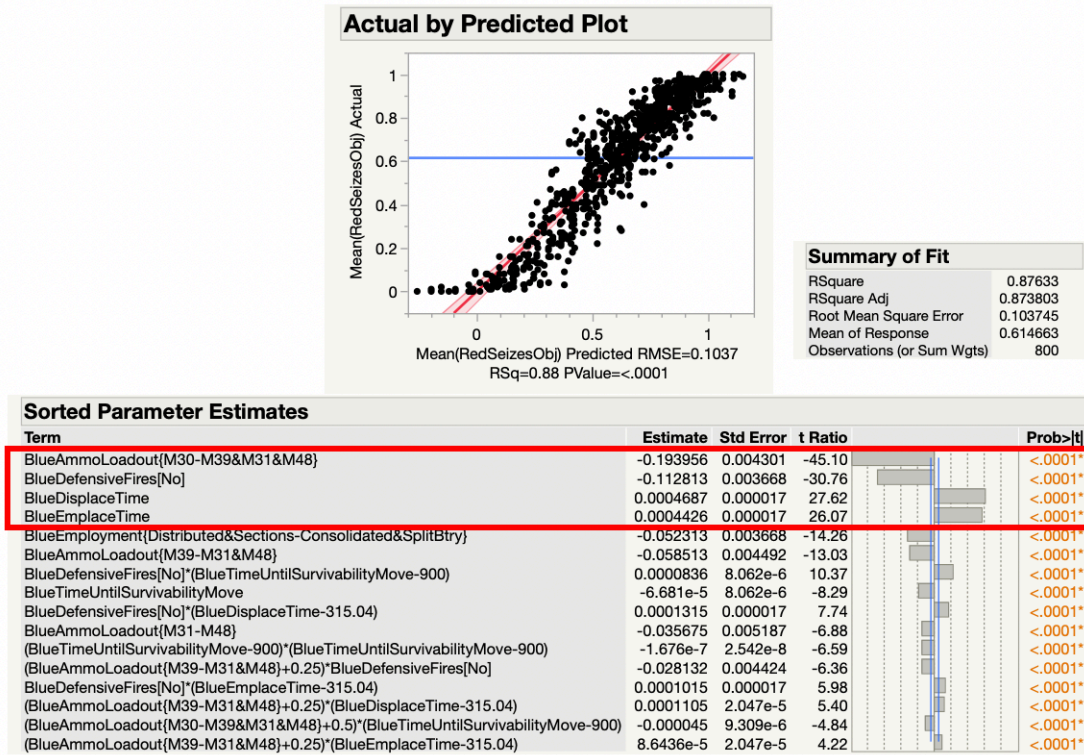 Actual by Predicted Plot
Mean(RedSeizesObj) Actual
1
0.8
0.6
0.4
0.2
0
0 0.5 1
Mean(RedSeizesObj) Predicted RMSE=0.1037
RSq=0.88 PValue=<.0001
Summary of Fit
RSquare 0.87633
RSquare Adj 0.873803
Root Mean Square Error 0.103745
Mean of Response 0.614663
Observations (or Sum Wgts) 800
Sorted Parameter Estimates
Term Estimate Std Error t Ratio Prob>|t|
BlueAmmoLoadout{M30-M39&M31&M48} -0.193956 0.004301 -45.10 <.0001*
BlueDefensiveFires[No] -0.112813 0.003668 -30.76 <.0001*
BlueDisplaceTime 0.0004687 0.000017 27.62 <.0001*
BlueEmplaceTime 0.0004426 0.000017 26.07 <.0001*
BlueEmployment{Distributed&Sections-Consolidated&SplitBtry} -0.052313 0.003668 -14.26 <.0001*
BlueAmmoLoadout{M39-M31&M48} -0.058513 0.004492 -13.03 <.0001*
BlueDefensiveFires[No]*(BlueTimeUntilSurvivabilityMove-900) 0.0000836 8.062e-6 10.37 <.0001*
BlueTimeUntilSurvivabilityMove -6.681e-5 8.062e-6 -8.29 <.0001*
BlueDefensiveFires[No]*(BlueDisplaceTime-315.04) 0.0001315 0.000017 7.74 <.0001*
BlueAmmoLoadout{M31-M48} -0.035675 0.005187 -6.88 <.0001*
(BlueTimeUntilSurvivabilityMove-900)*(BlueTimeUntilSurvivabilityMove-900) -1.676e-7 2.542e-8 -6.59 <.0001*
(BlueAmmoLoadout{M39-M31&M48}+0.25)*BlueDefensiveFires[No] -0.028132 0.004424 -6.36 <.0001*
BlueDefensiveFires[No]*(BlueEmplaceTime-315.04) 0.0001015 0.000017 5.98 <.0001*
(BlueAmmoLoadout{M39-M31&M48}+0.25)*(BlueDisplaceTime-315.04) 0.0001105 2.047e-5 5.40 <.0001*
(BlueAmmoLoadout{M30-M39&M31&M48}+0.5)*(BlueTimeUntilSurvivabilityMove-900) -0.000045 9.309e-6 -4.84 <.0001*
(BlueAmmoLoadout{M39-M31&M48}+0.25)*(BlueEmplaceTime-315.04) 8.6436e-5 2.047e-5 4.22 <.0001*